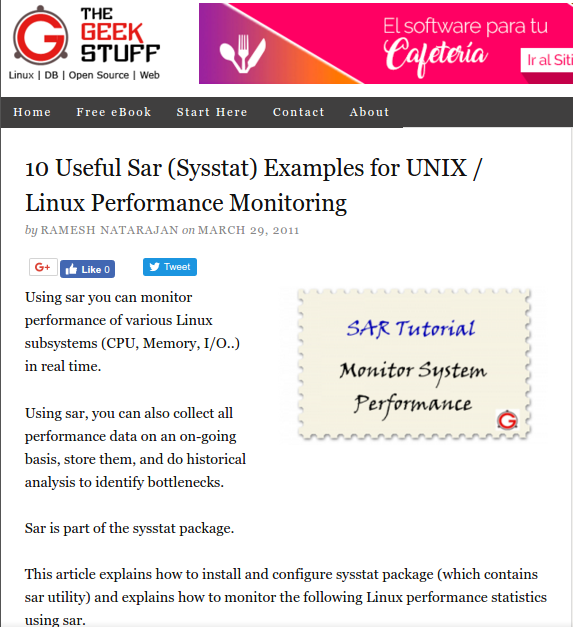 THE
GEEK
STUFF
Linux | DB | Open Source | Web
El software para tu
Cafetería
Ir al Siti
Home Free eBook Start Here Contact About
10 Useful Sar (Sysstat) Examples for UNIX /
Linux Performance Monitoring
by RAMESH NATARAJAN on MARCH 29, 2011
G+ Like 0 Tweet
Using sar you can monitor
performance of various Linux
subsystems (CPU, Memory, I/O..)
in real time.
SAR Tutorial
Monitor System
Performance
Using sar, you can also collect all
performance data on an on-going
basis, store them, and do historical
analysis to identify bottlenecks.
Sar is part of the sysstat package.
This article explains how to install and configure sysstat package (which contains
sar utility) and explains how to monitor the following Linux performance statistics
using sar.